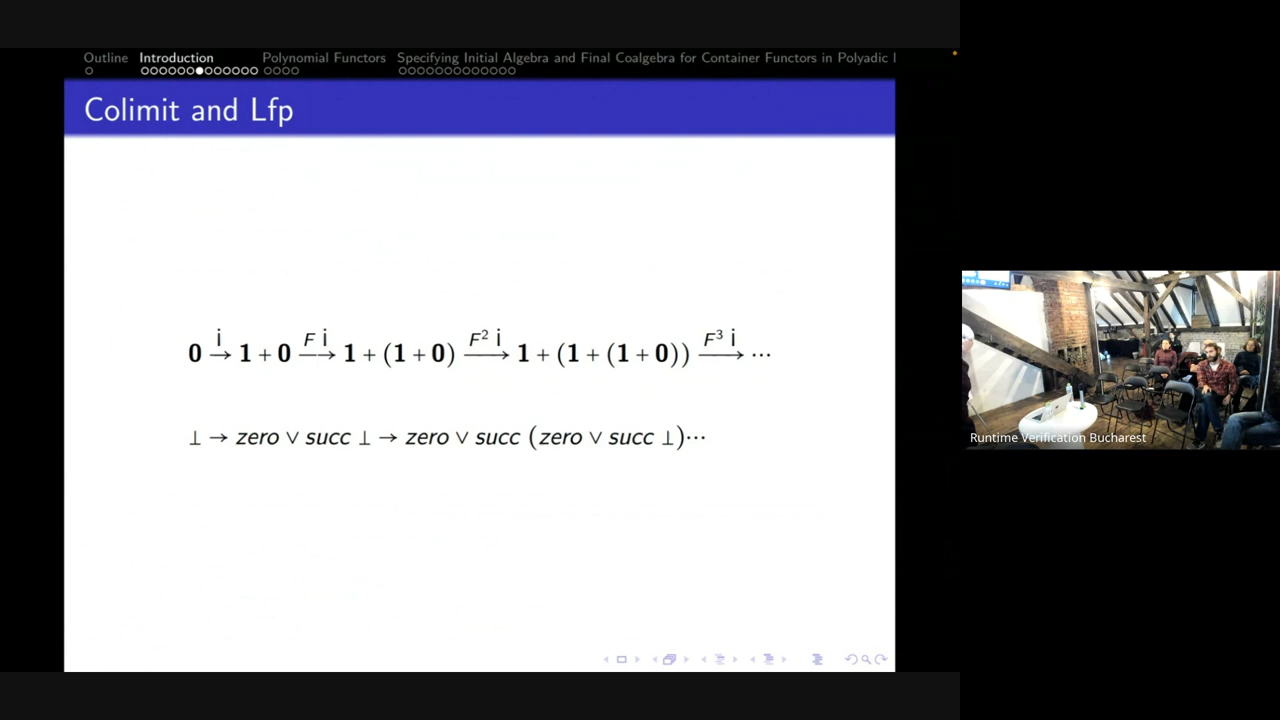 Outline Introduction Polynomial Functors Specifying Initial Algebra and Final Coalgebra for Container Functors in Polyadic
Colimit and Lfp
0 →^i 1 + 0 →^{F i} 1 + (1 + 0) →^{F² i} 1 + (1 + (1 + 0)) →^{F³ i} ⋯
⊥ → zero ∨ succ ⊥ → zero ∨ succ (zero ∨ succ ⊥)⋯
Runtime Verification Bucharest